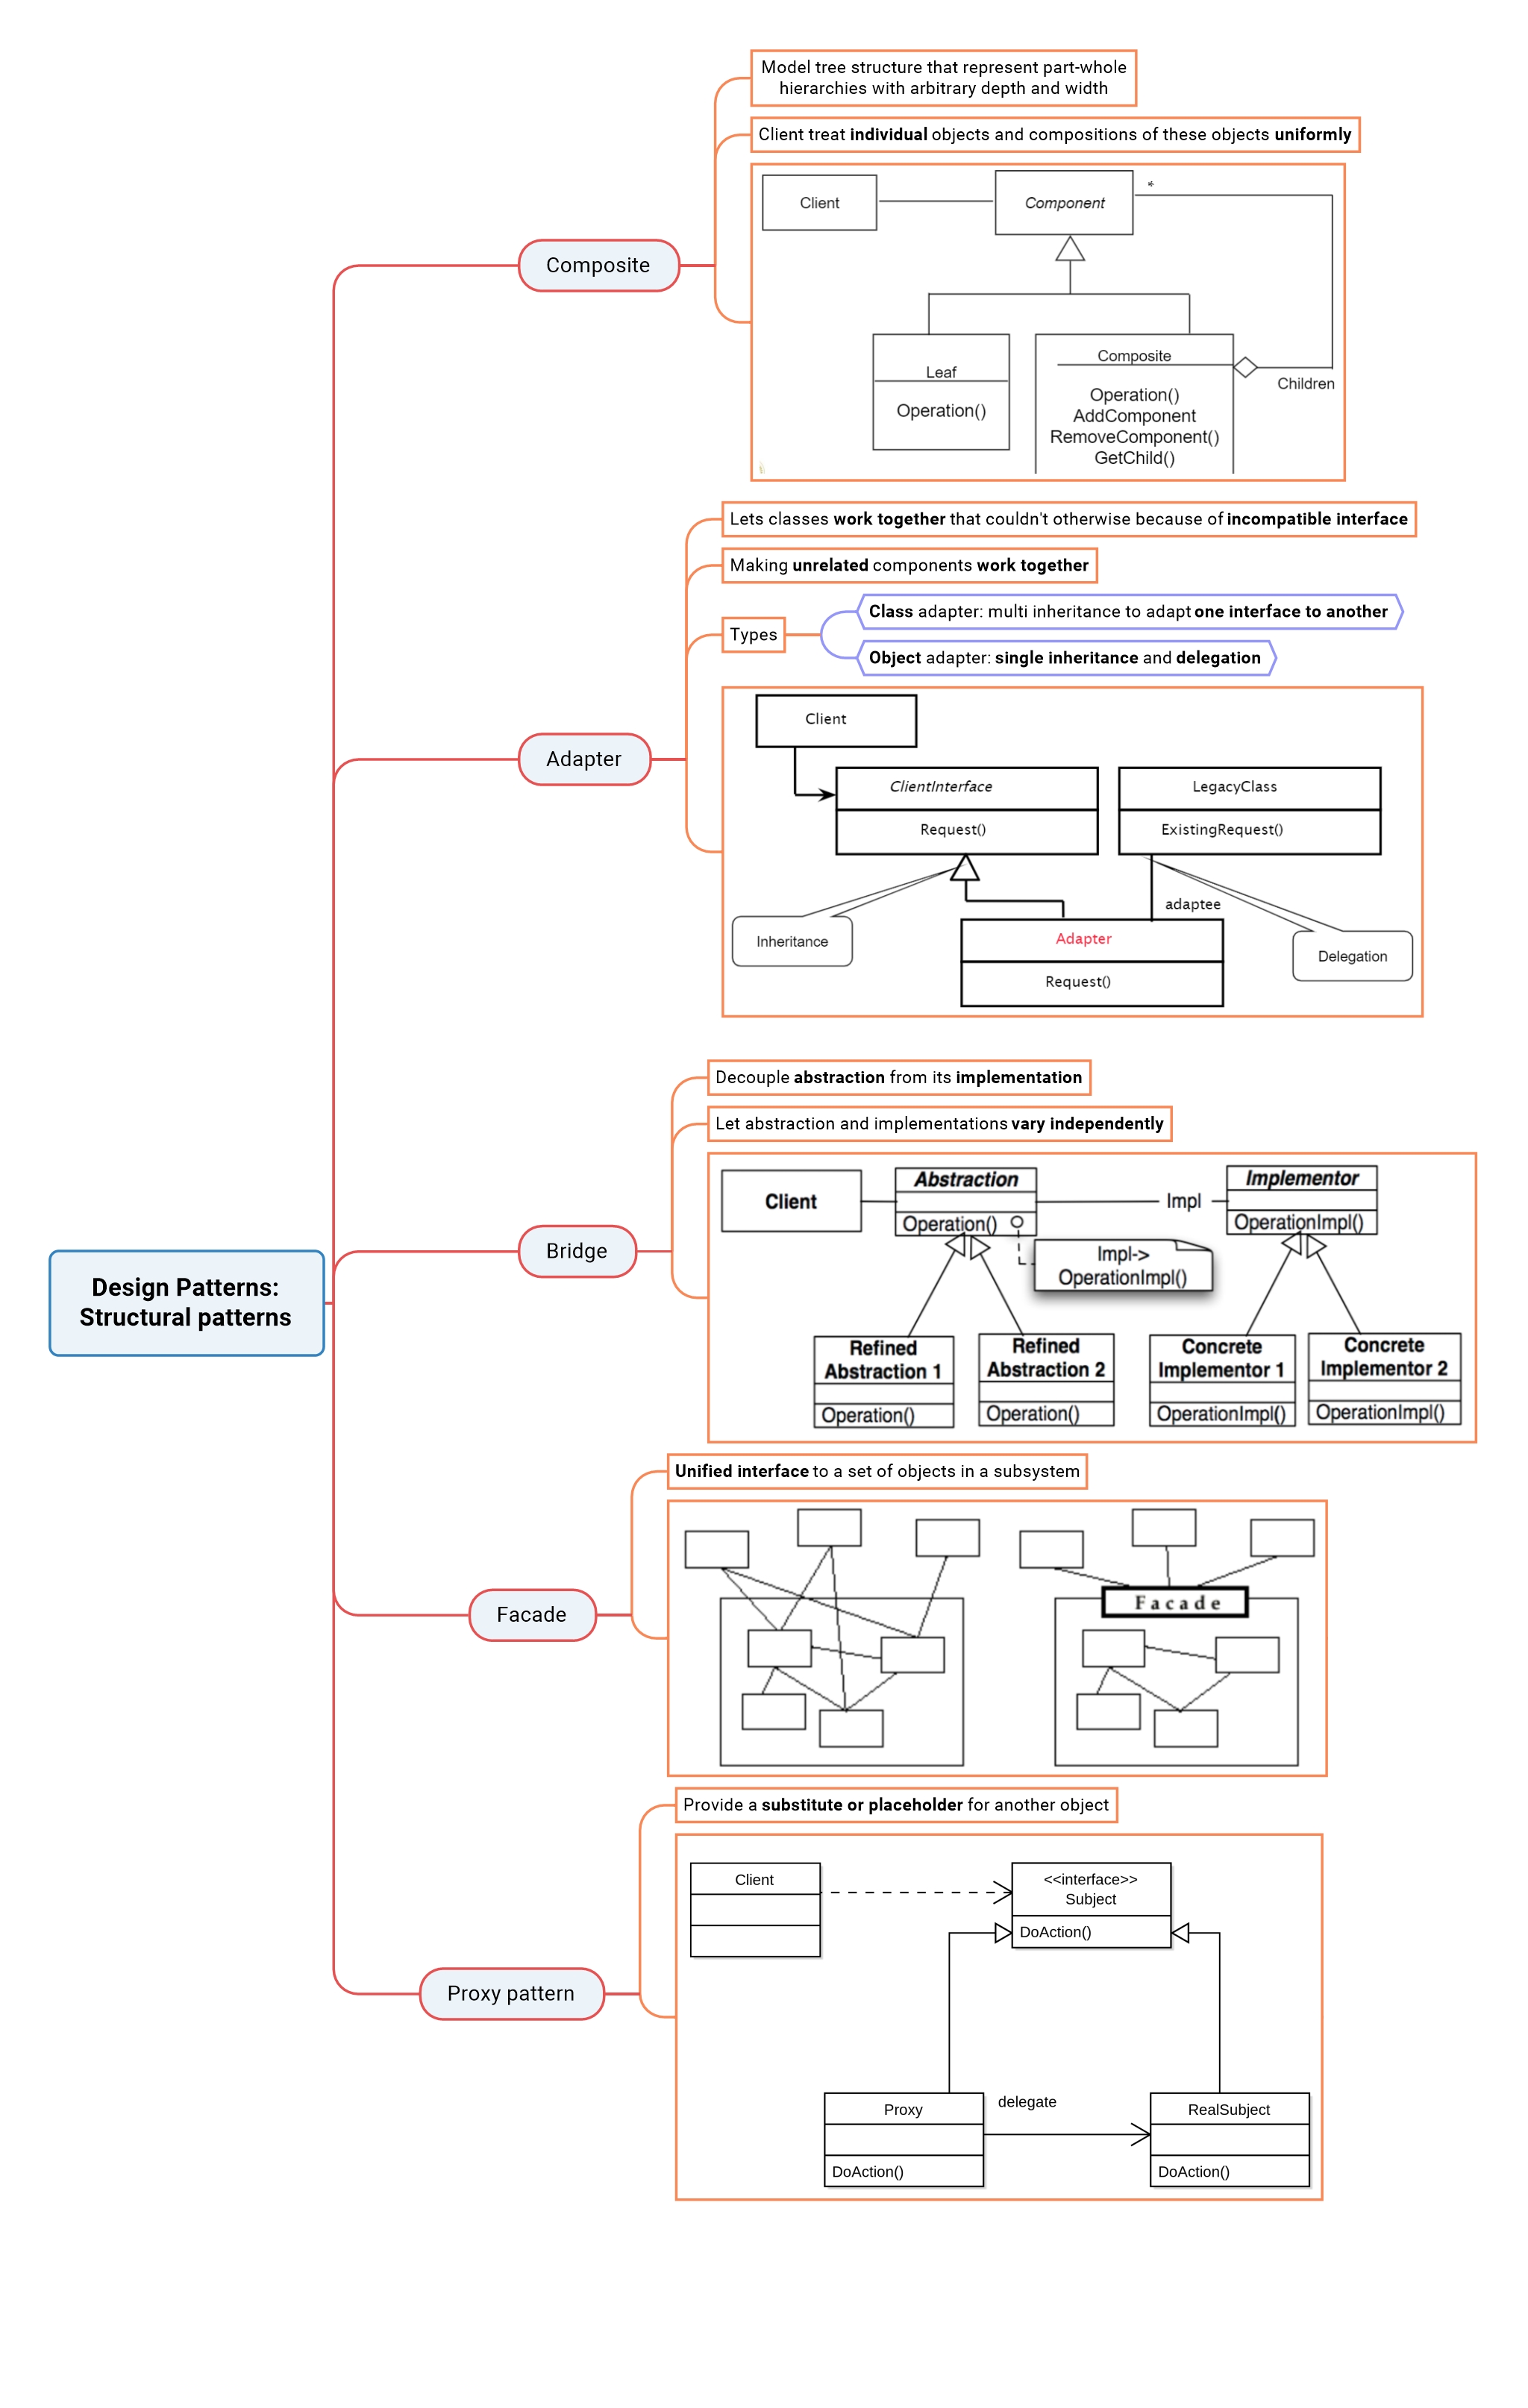 Model tree structure that represent part-whole
hierarchies with arbitrary depth and width
Client treat individual objects and compositions of these objects uniformly
Client
Component
*
Composite
Leaf
Operation()
Composite
Operation()
AddComponent
RemoveComponent()
GetChild()
Children
Lets classes work together that couldn't otherwise because of incompatible interface
Making unrelated components work together
Types
Class adapter: multi inheritance to adapt one interface to another
Object adapter: single inheritance and delegation
Adapter
Client
ClientInterface
Request()
LegacyClass
ExistingRequest()
adaptee
Inheritance
Adapter
Request()
Delegation
Decouple abstraction from its implementation
Let abstraction and implementations vary independently
Bridge
Client
Abstraction
Operation()
Impl
Implementor
OperationImpl()
Impl->
OperationImpl()
Refined
Abstraction 1
Operation()
Refined
Abstraction 2
Operation()
Concrete
Implementor 1
OperationImpl()
Concrete
Implementor 2
OperationImpl()
Design Patterns:
Structural patterns
Unified interface to a set of objects in a subsystem
Facade
Facade
Provide a substitute or placeholder for another object
Proxy pattern
Client
<<interface>>
Subject
DoAction()
Proxy
DoAction()
delegate
RealSubject
DoAction()